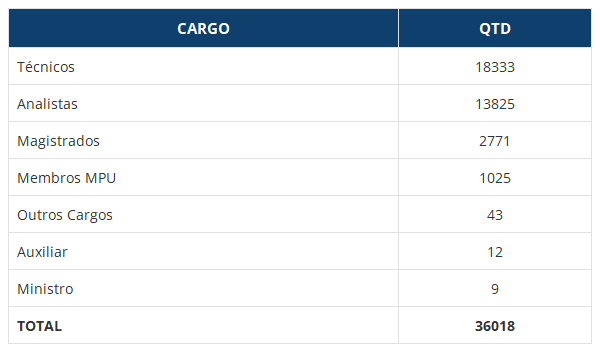 CARGO QTD
Técnicos 18333
Analistas 13825
Magistrados 2771
Membros MPU 1025
Outros Cargos 43
Auxiliar 12
Ministro 9
TOTAL 36018